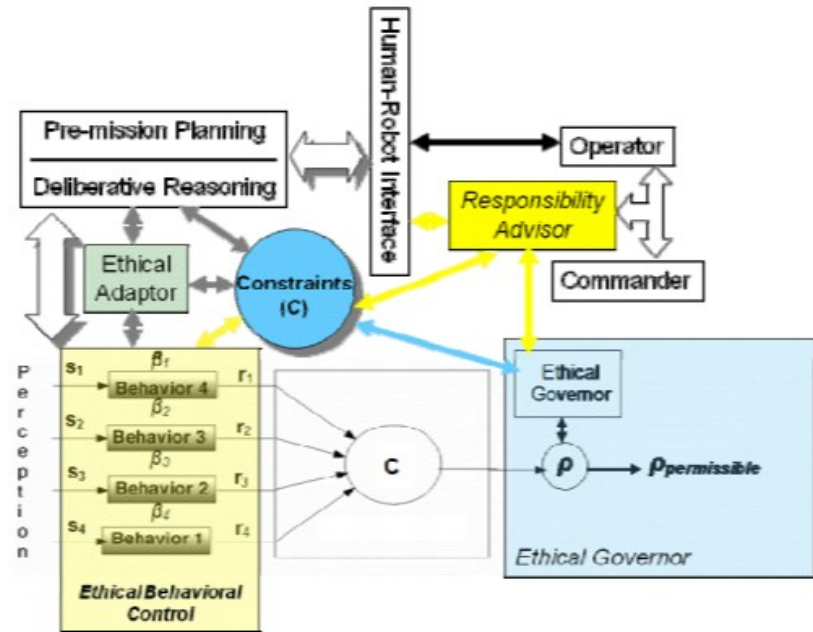 Pre-mission Planning
Deliberative Reasoning
Human-Robot Interface
Operator
Responsibility
Advisor
Commander
Ethical
Adaptor
Constraints
(C)
Perception
s1
β1
Behavior 4
r1
s2
β2
Behavior 3
r2
s3
β3
Behavior 2
r3
s4
β4
Behavior 1
r4
Ethical Behavioral
Control
C
Ethical
Governor
ρ
ρpermissible
Ethical Governor